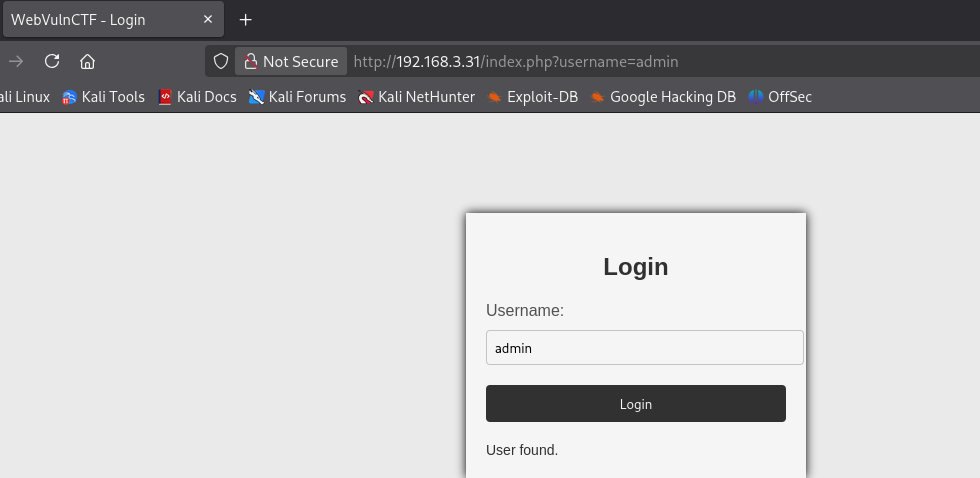 WebVulnCTF - Login
Not Secure http://192.168.3.31/index.php?username=admin
ali Linux Kali Tools Kali Docs Kali Forums Kali NetHunter Exploit-DB Google Hacking DB OffSec
Login
Username:
admin
Login
User found.